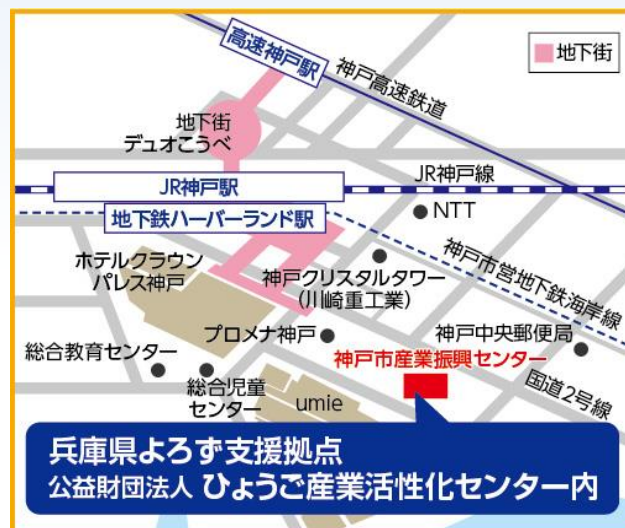 高速神戸駅
神戸高速鉄道
地下街
地下街
デュオこうべ
JR神戸駅
JR神戸線
地下鉄ハーバーランド駅
NTT
神戸市営地下鉄海岸線
ホテルクラウン
パレス神戸
神戸クリスタルタワー
(川崎重工業)
プロメナ神戸
神戸中央郵便局
総合教育センター
神戸市産業振興センター
総合児童
センター
umie
国道2号線
兵庫県よろず支援拠点
公益財団法人 ひょうご産業活性化センター内